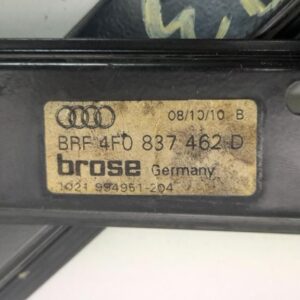 08/10/10 B
BRF 4F0 837 462 D
brose Germany
1021 994951-204